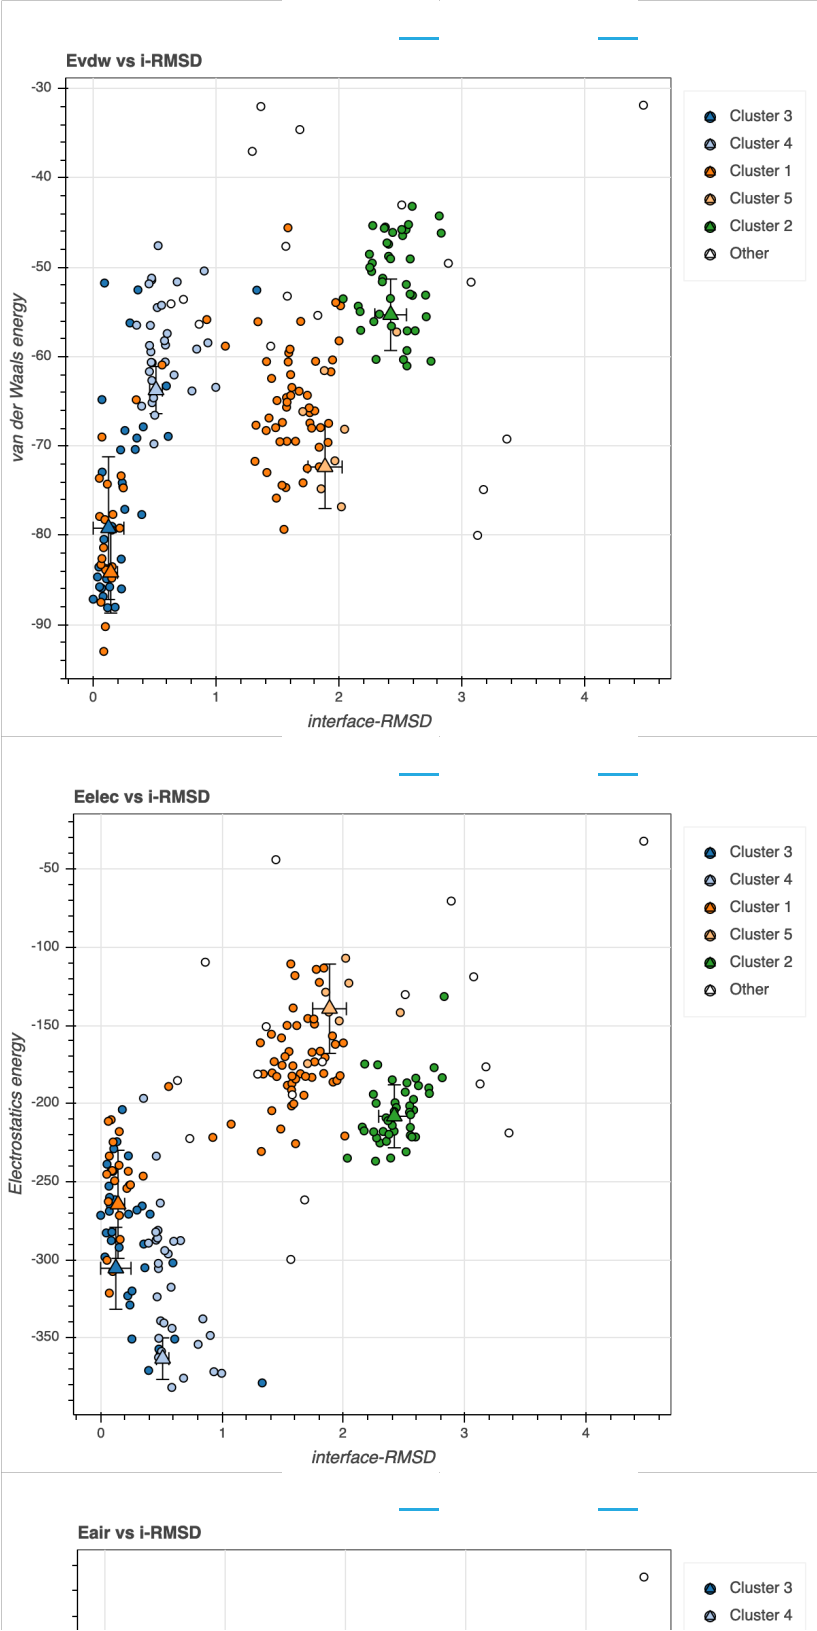 Evdw vs i-RMSD
-30
-40
-50
-60
-70
-80
-90
van der Waals energy
0 1 2 3 4
interface-RMSD
Cluster 3
Cluster 4
Cluster 1
Cluster 5
Cluster 2
Other
Eelec vs i-RMSD
-50
-100
-150
-200
-250
-300
-350
Electrostatics energy
0 1 2 3 4
interface-RMSD
Cluster 3
Cluster 4
Cluster 1
Cluster 5
Cluster 2
Other
Eair vs i-RMSD
Cluster 3
Cluster 4